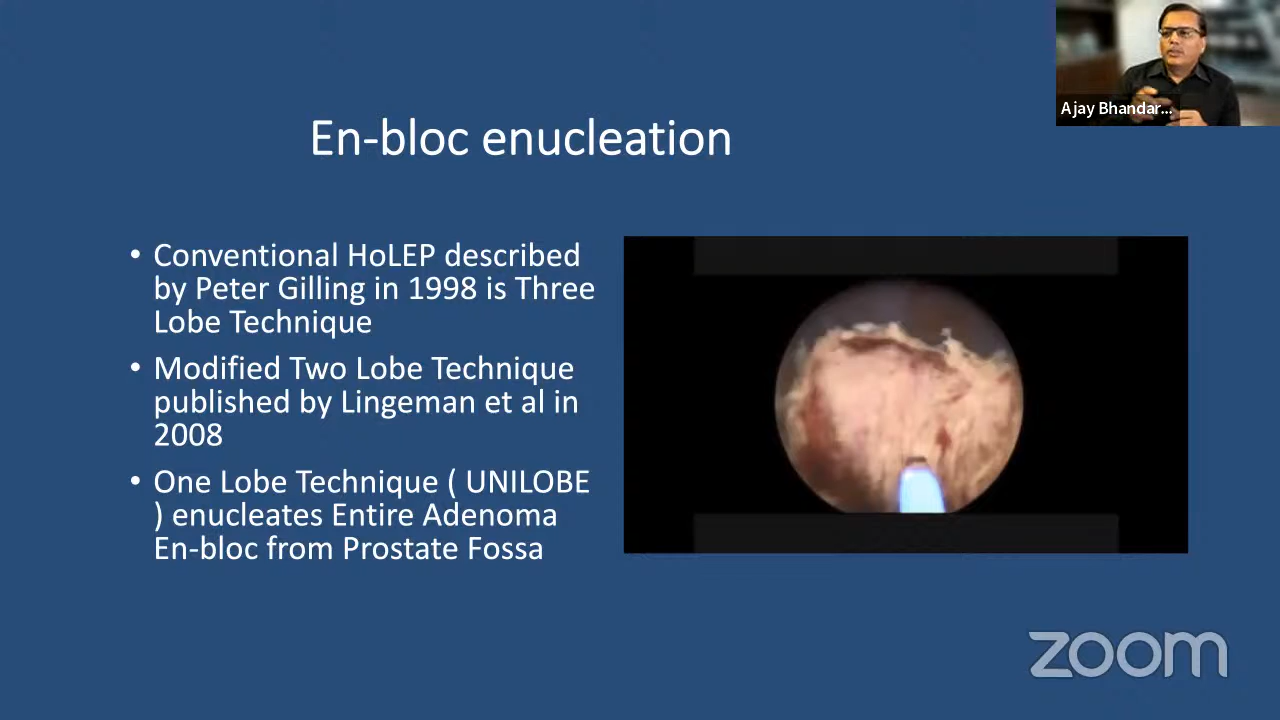 Ajay Bhandar...
En-bloc enucleation
• Conventional HoLEP described
by Peter Gilling in 1998 is Three
Lobe Technique
• Modified Two Lobe Technique
published by Lingeman et al in
2008
• One Lobe Technique ( UNILOBE
) enucleates Entire Adenoma
En-bloc from Prostate Fossa
zoom